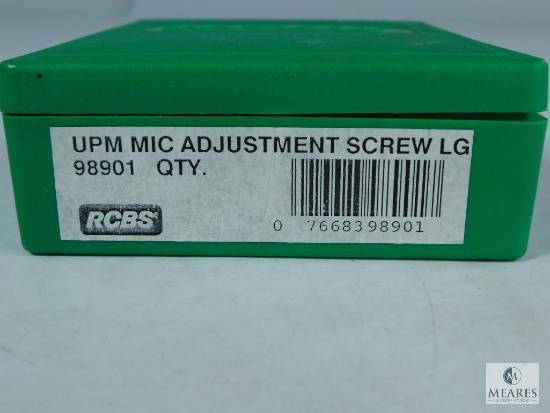 UPM MIC ADJUSTMENT SCREW LG
98901 QTY.
RCBS
0 7668398901
M
MEARES